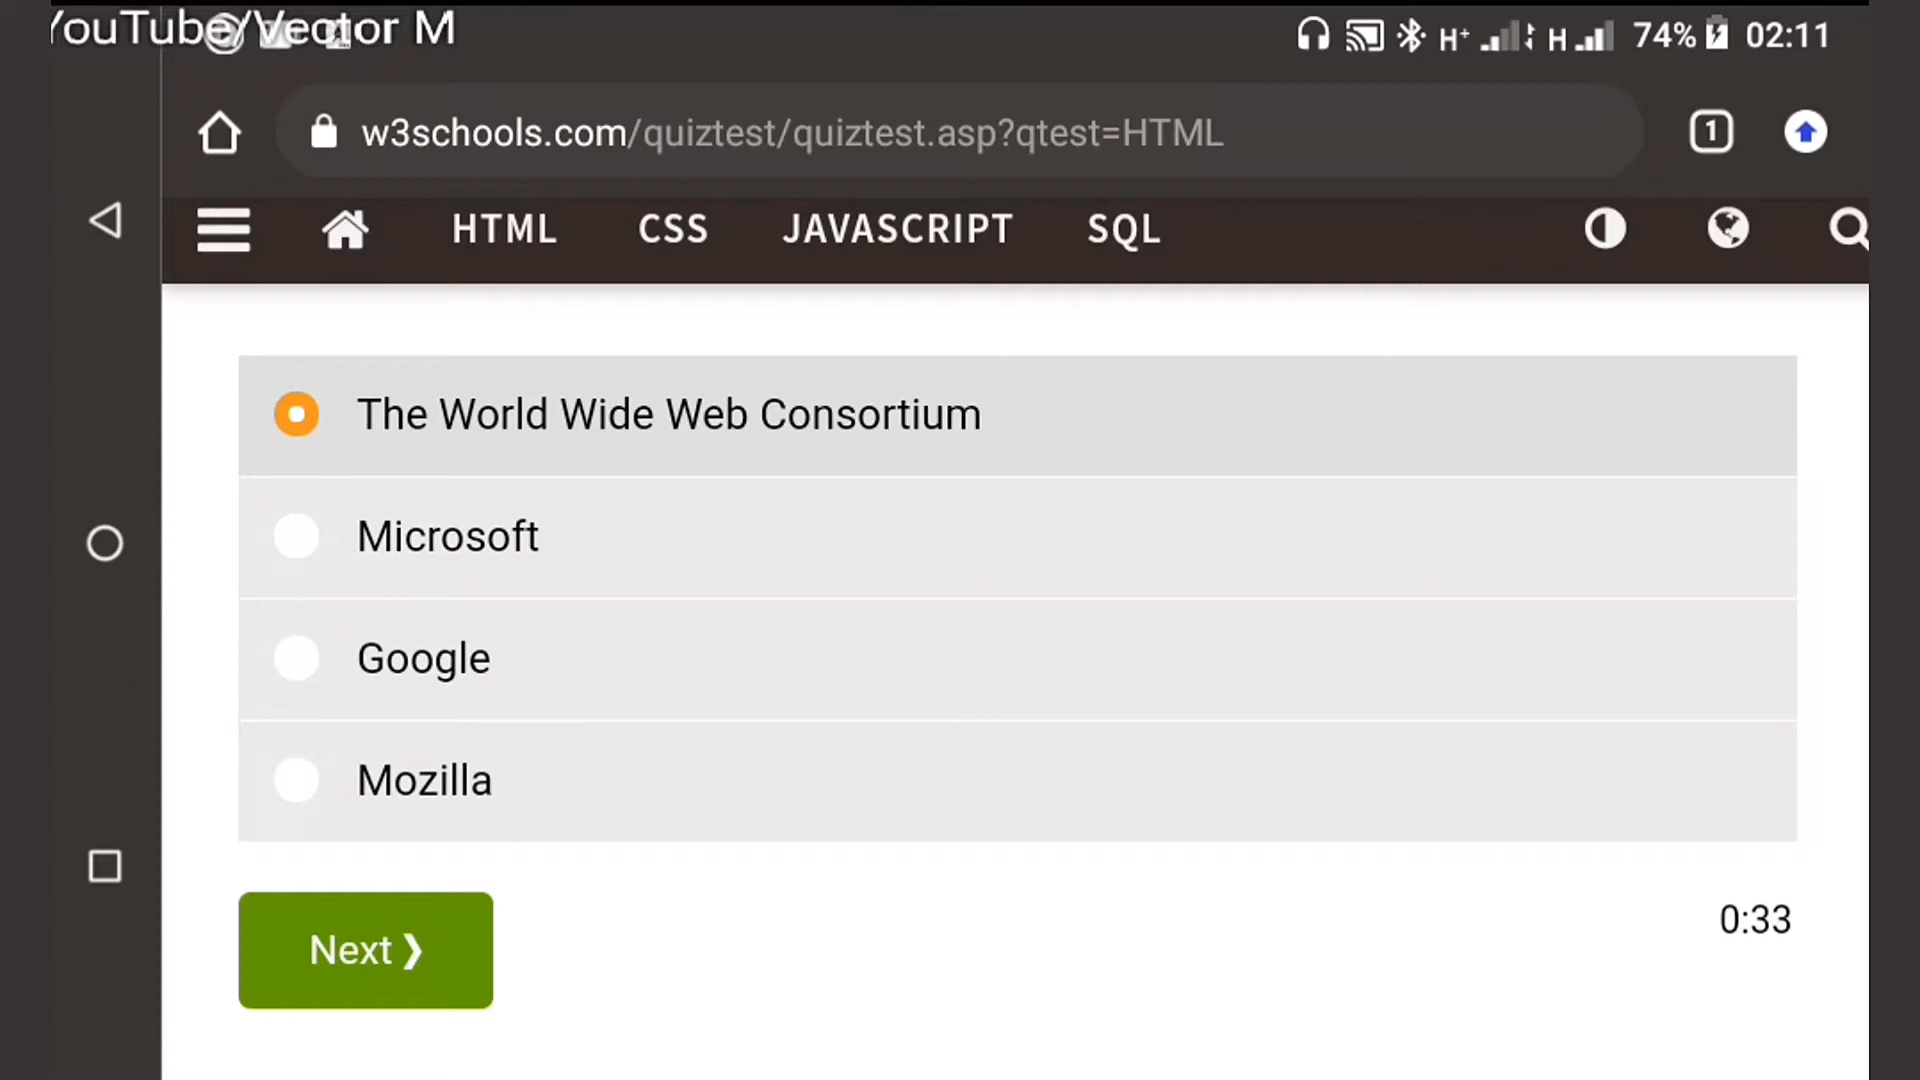 YouTube/Vector M
H+ H 74% 02:11
w3schools.com/quiztest/quiztest.asp?qtest=HTML
1
HTML CSS JAVASCRIPT SQL
The World Wide Web Consortium
Microsoft
Google
Mozilla
Next ❯
0:33